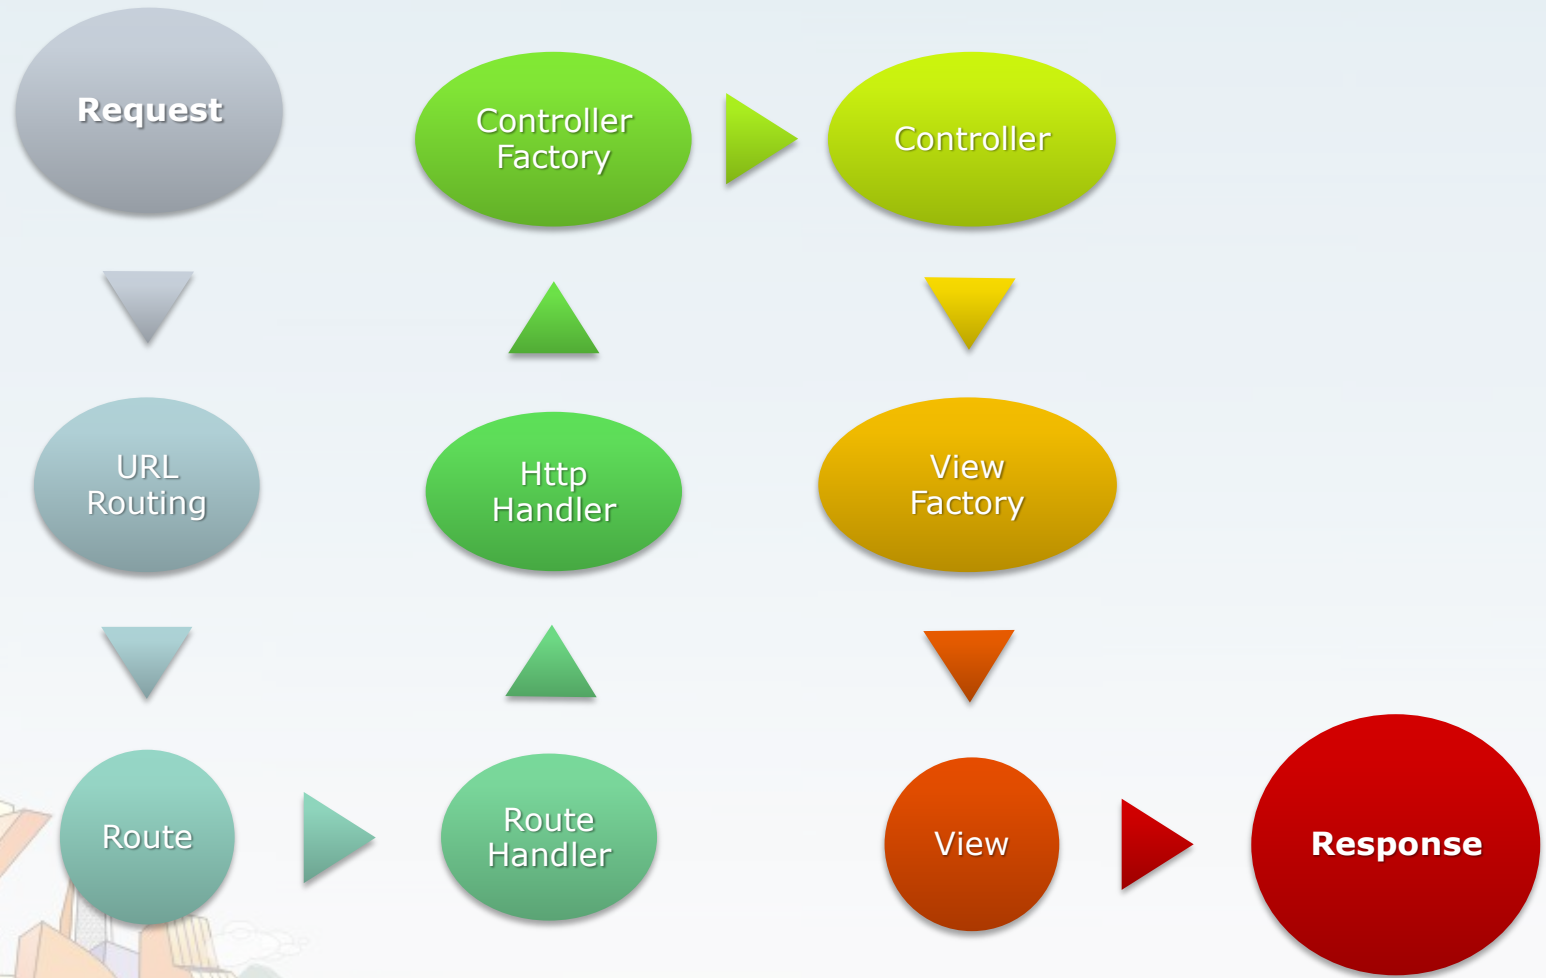 Request
URL
Routing
Route
Route
Handler
Http
Handler
Controller
Factory
Controller
View
Factory
View
Response